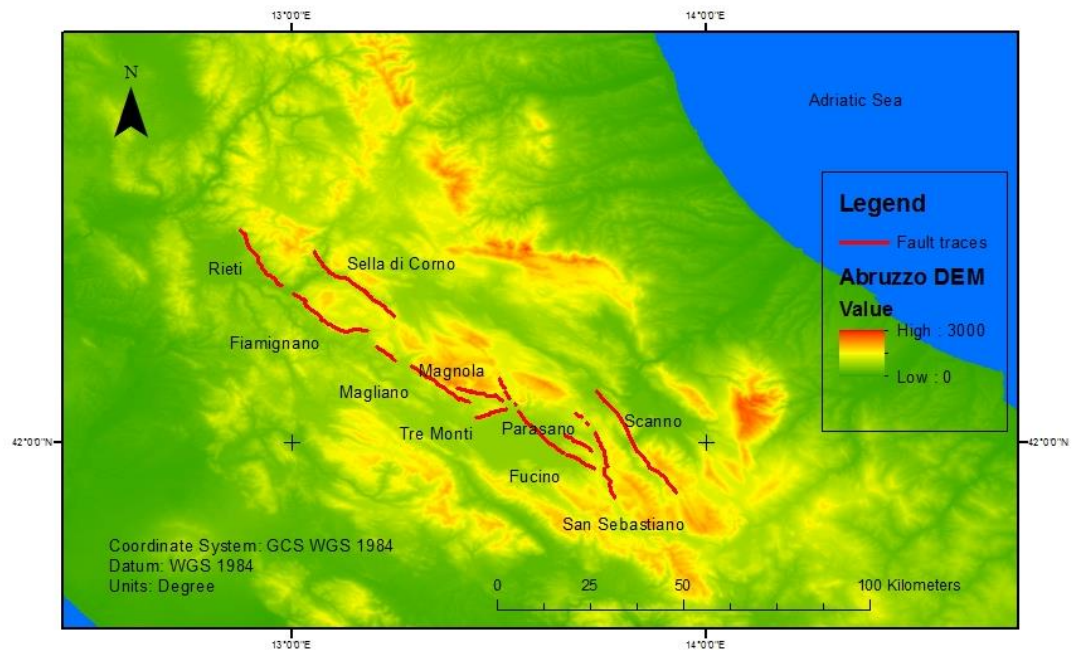 13°0'0"E 14°0'0"E
N
Adriatic Sea
Legend
Fault traces
Abruzzo DEM
Value
High : 3000
Low : 0
Rieti
Sella di Corno
Fiamignano
Magnola
Magliano
Tre Monti
Parasano
Scanno
42°0'0"N 42°0'0"N
Fucino
San Sebastiano
Coordinate System: GCS WGS 1984
Datum: WGS 1984
Units: Degree
0 25 50 100 Kilometers
13°0'0"E 14°0'0"E